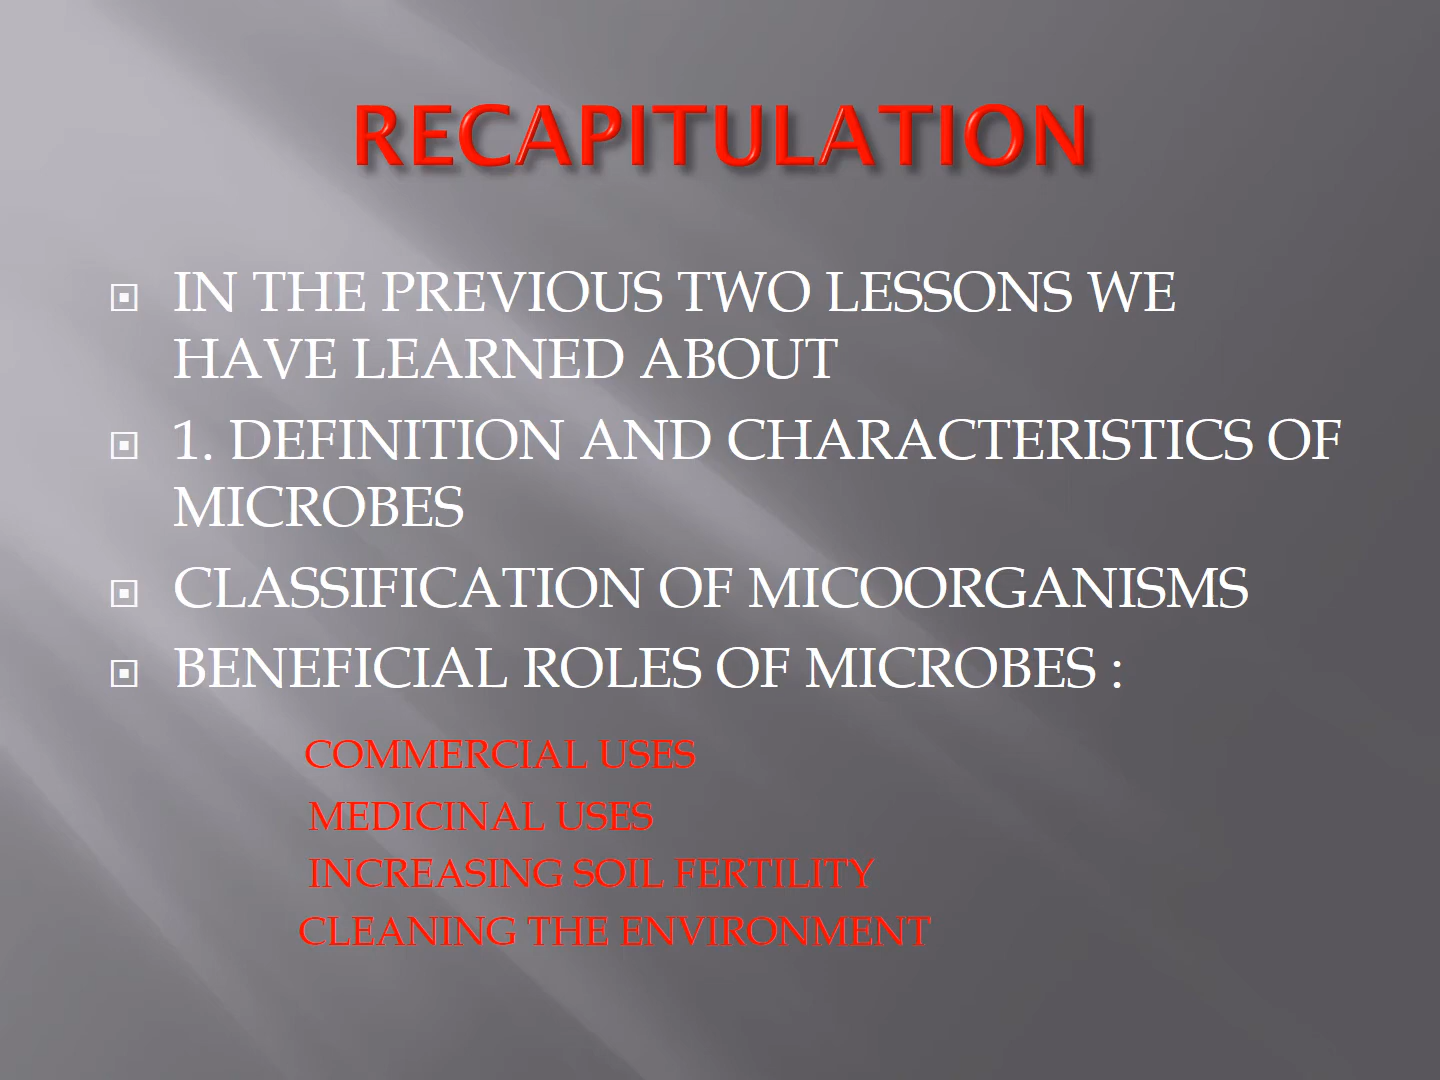 RECAPITULATION
IN THE PREVIOUS TWO LESSONS WE
HAVE LEARNED ABOUT
1. DEFINITION AND CHARACTERISTICS OF
MICROBES
CLASSIFICATION OF MICOORGANISMS
BENEFICIAL ROLES OF MICROBES :
COMMERCIAL USES
MEDICINAL USES
INCREASING SOIL FERTILITY
CLEANING THE ENVIRONMENT